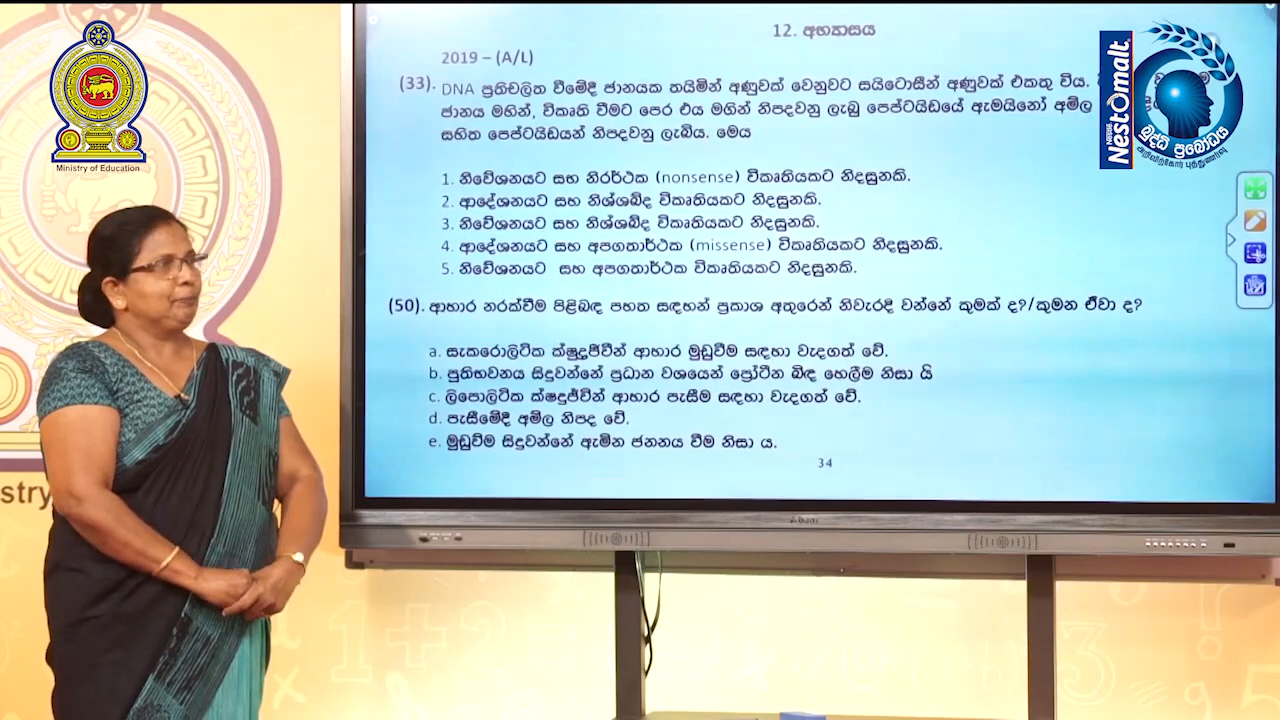 12. අභ්‍යාසය
2019 – (A/L)
(33). DNA ප්‍රතිවලිත වීමේදී ජානයක තයිමින් අණුවක් වෙනුවට සයිටොසීන් අණුවක් එකතු විය.
ජානය මඟින්, විකෘති වීමට පෙර එය මගින් නිපදවනු ලැබු පෙප්ටයිඩයේ ඇමයිනෝ අම්ල
සහිත පෙප්ටයිඩයන් නිපදවනු ලැබීය. මෙය
1. නිවේශනයට සහ නිරර්ථක (nonsense) විකෘතියකට නිදසුනකි.
2. ආදේශනයට සහ නිශ්ශබ්ද විකෘතියකට නිදසුනකි.
3. නිවේශනයට සහ නිශ්ශබ්ද විකෘතියකට නිදසුනකි.
4. ආදේශනයට සහ අපගතාර්ථක (missense) විකෘතියකට නිදසුනකි.
5. නිවේශනයට සහ අපගතාර්ථක විකෘතියකට නිදසුනකි.
(50). ආහාර නරක්වීම පිළිබඳ පහත සඳහන් ප්‍රකාශ අතුරෙන් නිවැරදි වන්නේ කුමක් ද?/කුමන ඒවා ද?
a. සැකරොලිටික ක්ෂුද්‍රජීවීන් ආහාර මුඩුවීම සඳහා වැදගත් වේ.
b. පුතිභවනය සිදුවන්නේ ප්‍රධාන වශයෙන් ප්‍රෝටීන බිඳ හෙලීම නිසා යි
c. ලිපොලිටික ක්ෂුද්‍රජීවීන් ආහාර පැසීම සඳහා වැදගත් වේ.
d. පැසීමේදී අම්ල නිපද වේ.
e. මුඩුවීම සිදුවන්නේ ඇමීන ජනනය වීම නිසා ය.
34
Ministry of Education
Nestlé Nestomalt
බුද්ධි ප්‍රබෝධය
istry